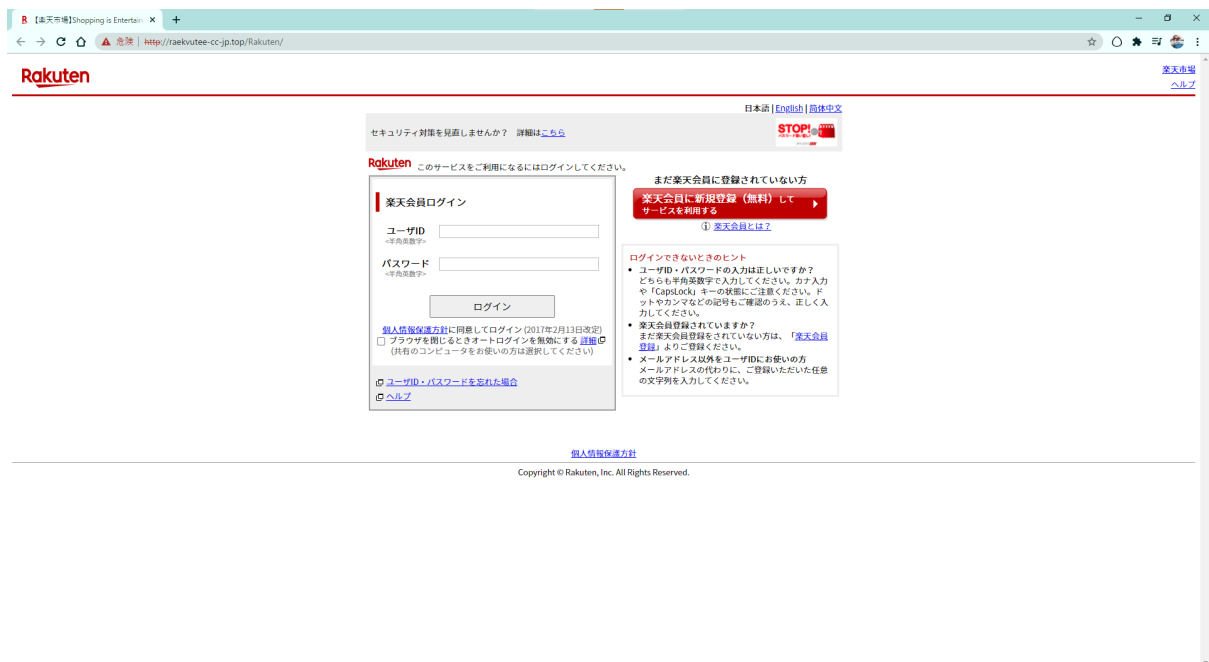 【楽天市場】Shopping is Entertain
危険 | http://raekvutee-cc-jp.top/Rakuten/
Rakuten
楽天市場
ヘルプ
日本語 | English | 简体中文
セキュリティ対策を見直しませんか? 詳細はこちら
STOP!
Rakuten このサービスをご利用になるにはログインしてください。
楽天会員ログイン
ユーザID
<半角英数字>
パスワード
<半角英数字>
ログイン
個人情報保護方針に同意してログイン (2017年2月13日改定)
ブラウザを閉じるときオートログインを無効にする 詳細
(共有のコンピュータをお使いの方は選択してください)
ユーザID・パスワードを忘れた場合
ヘルプ
まだ楽天会員に登録されていない方
楽天会員に新規登録(無料)して
サービスを利用する
楽天会員とは?
ログインできないときのヒント
• ユーザID・パスワードの入力は正しいですか?
どちらも半角英数字で入力してください。カナ入力
や「CapsLock」キーの状態にご注意ください。ド
ットやカンマなどの記号もご確認のうえ、正しく入
力してください。
• 楽天会員登録されていますか?
まだ楽天会員登録をされていない方は、「楽天会員
登録」よりご登録ください。
• メールアドレス以外をユーザIDにお使いの方
メールアドレスの代わりに、ご登録いただいた任意
の文字列を入力してください。
個人情報保護方針
Copyright © Rakuten, Inc. All Rights Reserved.